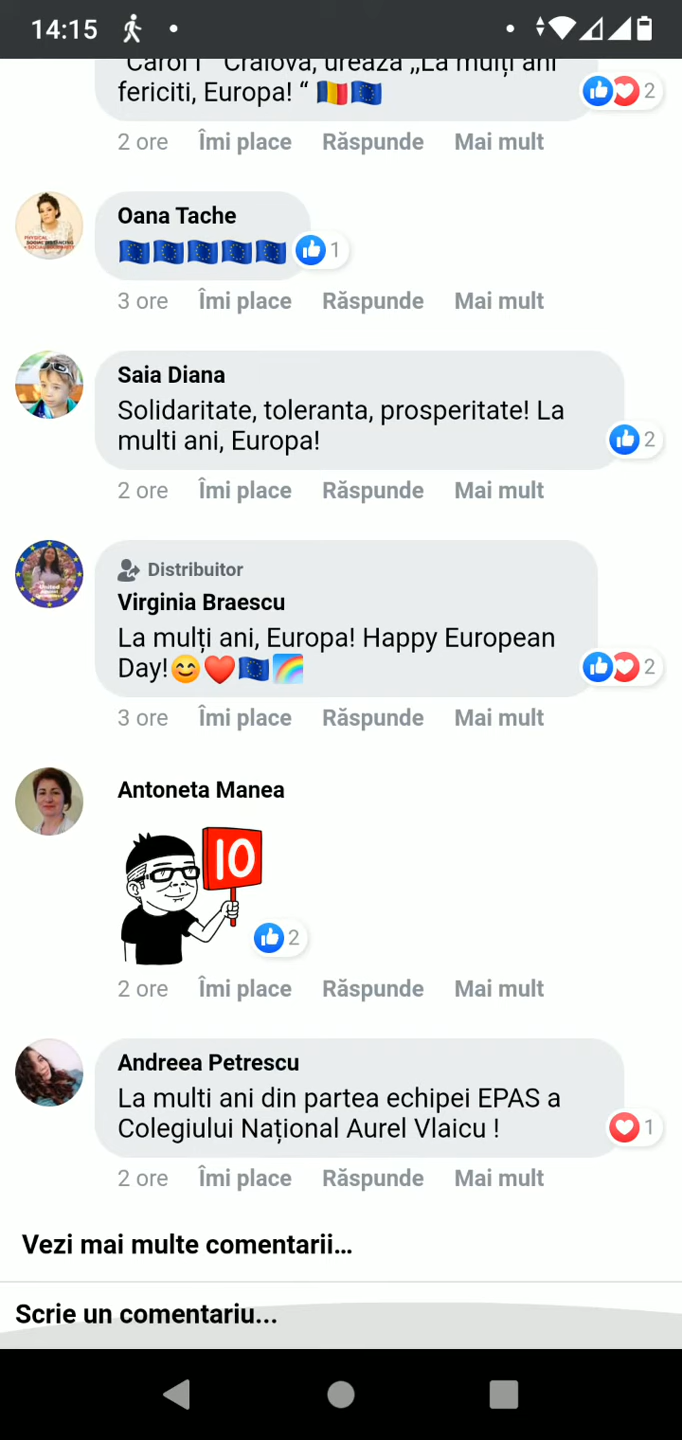 14:15
"Carol I" Craiova, urează „La mulți ani
fericiti, Europa! “ 🇷🇴🇪🇺
2
2 ore Îmi place Răspunde Mai mult
Oana Tache
🇪🇺🇪🇺🇪🇺🇪🇺🇪🇺
1
3 ore Îmi place Răspunde Mai mult
Saia Diana
Solidaritate, toleranta, prosperitate! La
multi ani, Europa!
2
2 ore Îmi place Răspunde Mai mult
Distribuitor
Virginia Braescu
La mulți ani, Europa! Happy European
Day!😊❤️🇪🇺🌈
2
3 ore Îmi place Răspunde Mai mult
Antoneta Manea
10
2
2 ore Îmi place Răspunde Mai mult
Andreea Petrescu
La multi ani din partea echipei EPAS a
Colegiului Național Aurel Vlaicu !
1
2 ore Îmi place Răspunde Mai mult
Vezi mai multe comentarii...
Scrie un comentariu...